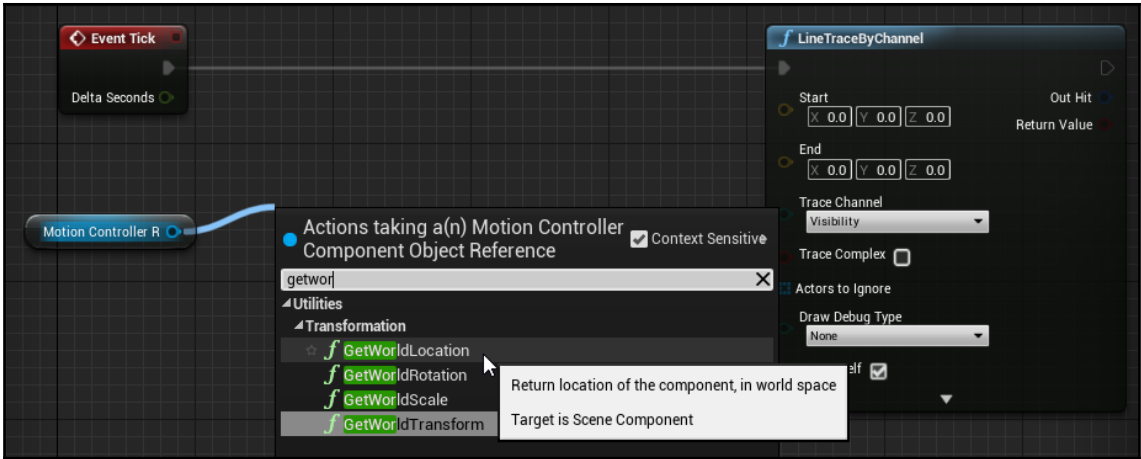 Event Tick
Delta Seconds
Motion Controller R
Actions taking a(n) Motion Controller
Component Object Reference
Context Sensitive
getwor
Utilities
Transformation
GetWorldLocation
GetWorldRotation
GetWorldScale
GetWorldTransform
Return location of the component, in world space
Target is Scene Component
f LineTraceByChannel
Start Out Hit
X 0.0 Y 0.0 Z 0.0
Return Value
End
X 0.0 Y 0.0 Z 0.0
Trace Channel
Visibility
Trace Complex
Actors to Ignore
Draw Debug Type
None
elf